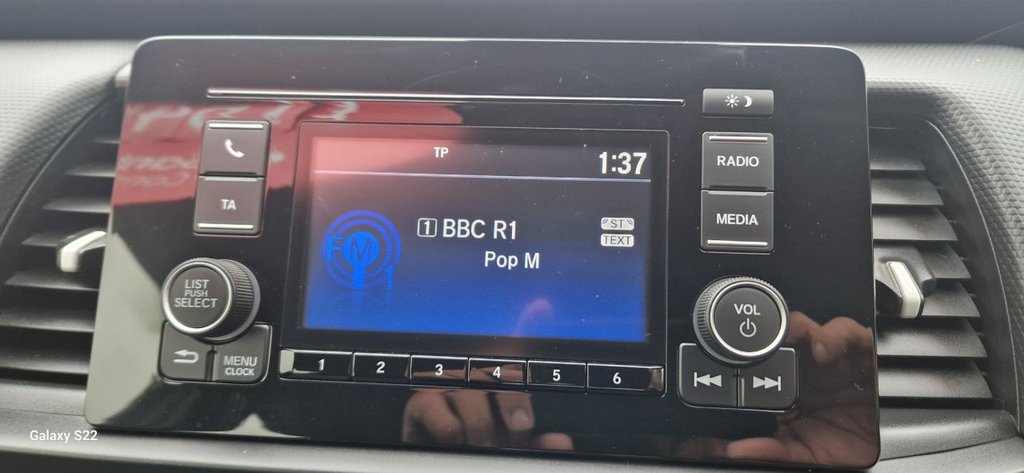 TA
LIST
PUSH
SELECT
MENU
CLOCK
TP
1:37
FM1
1 BBC R1
ST
TEXT
Pop M
1 2 3 4 5 6
RADIO
MEDIA
VOL
Galaxy S22